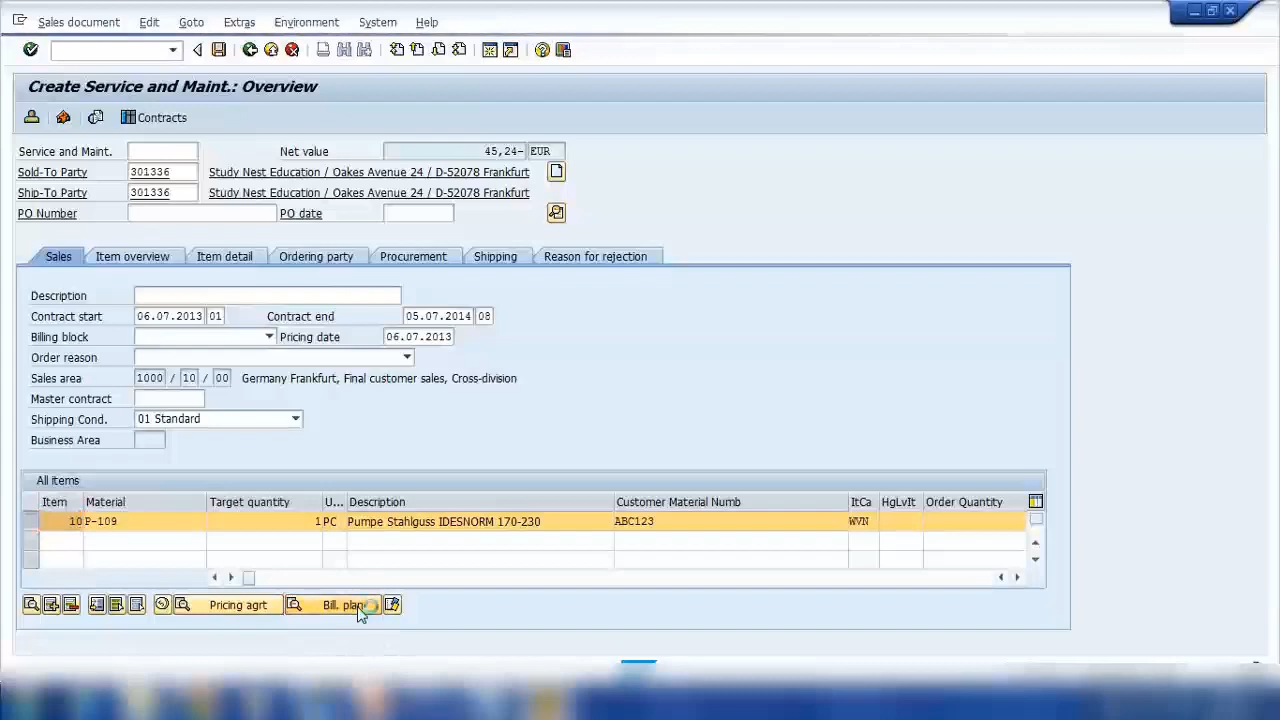 Sales document Edit Goto Extras Environment System Help
Create Service and Maint.: Overview
Contracts
Service and Maint. Net value 45,24- EUR
Sold-To Party 301336 Study Nest Education / Oakes Avenue 24 / D-52078 Frankfurt
Ship-To Party 301336 Study Nest Education / Oakes Avenue 24 / D-52078 Frankfurt
PO Number PO date
Sales Item overview Item detail Ordering party Procurement Shipping Reason for rejection
Description
Contract start 06.07.2013 01 Contract end 05.07.2014 08
Billing block Pricing date 06.07.2013
Order reason
Sales area 1000 / 10 / 00 Germany Frankfurt, Final customer sales, Cross-division
Master contract
Shipping Cond. 01 Standard
Business Area
All items
Item Material Target quantity U... Description Customer Material Numb ItCa HgLvIt Order Quantity
10 P-109 1 PC Pumpe Stahlguss IDESNORM 170-230 ABC123 WVN
Pricing agrt Bill. plan